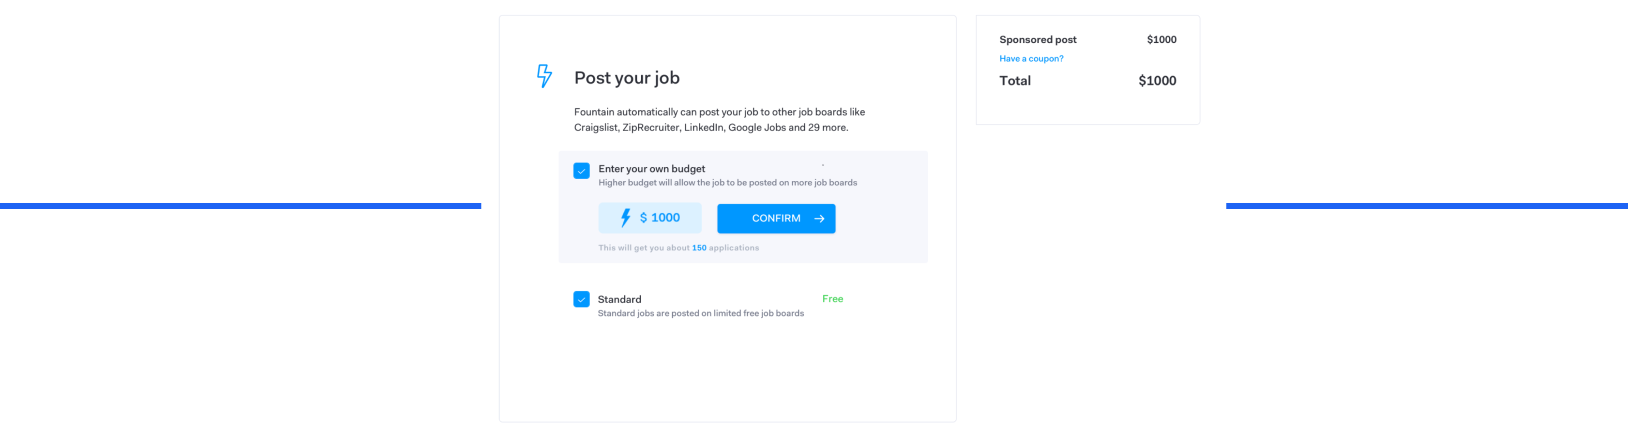 Post your job
Fountain automatically can post your job to other job boards like
Craigslist, ZipRecruiter, LinkedIn, Google Jobs and 29 more.
Enter your own budget
Higher budget will allow the job to be posted on more job boards
$ 1000
CONFIRM →
This will get you about 150 applications
Standard Free
Standard jobs are posted on limited free job boards
Sponsored post $1000
Have a coupon?
Total $1000